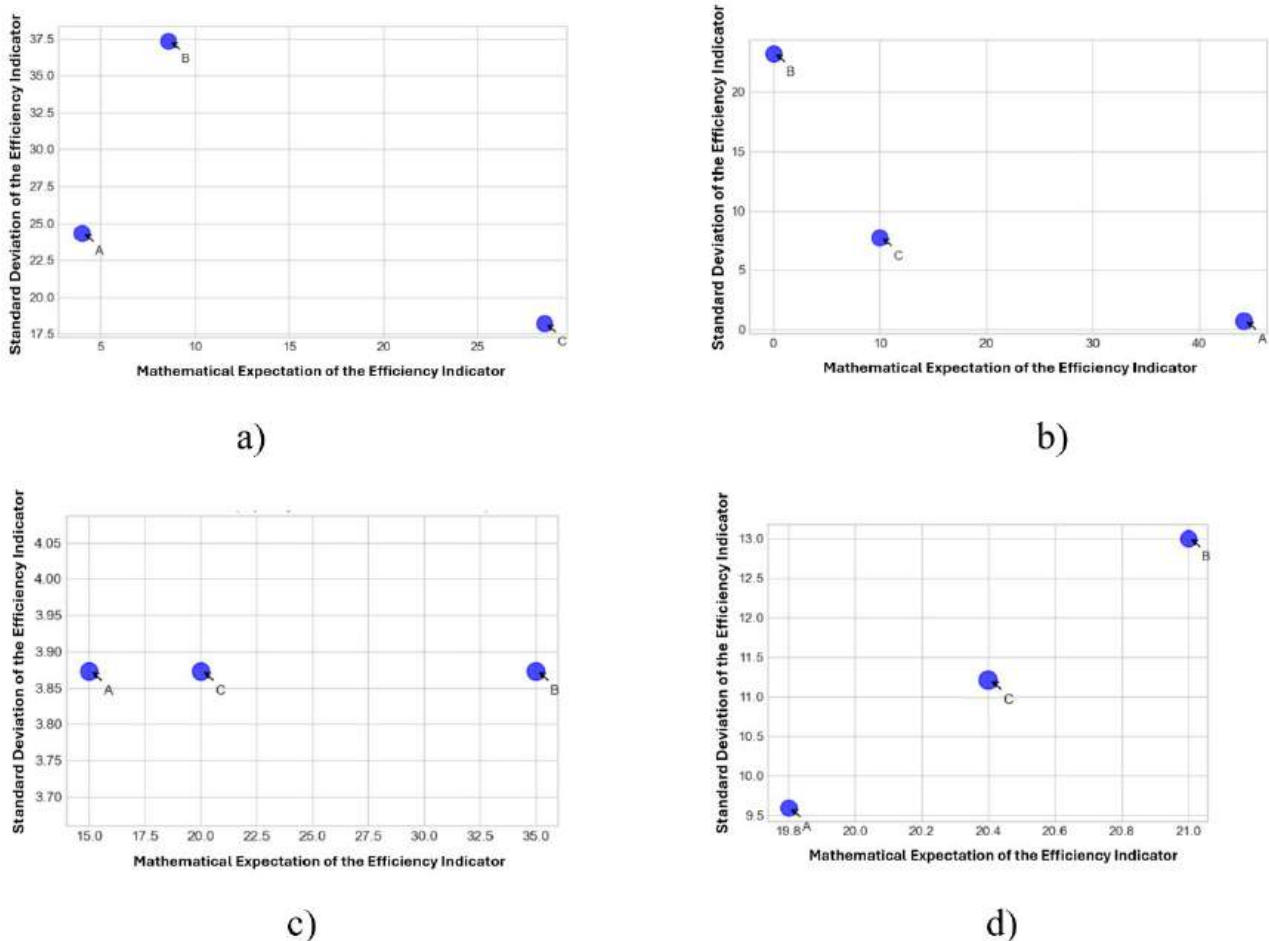 Standard Deviation of the Efficiency Indicator
37.5
35.0
32.5
30.0
27.5
25.0
22.5
20.0
17.5
B
A
C
5
10
15
20
25
Mathematical Expectation of the Efficiency Indicator
a)
Standard Deviation of the Efficiency Indicator
20
15
10
5
0
B
C
A
0
10
20
30
40
Mathematical Expectation of the Efficiency Indicator
b)
Standard Deviation of the Efficiency Indicator
4.05
4.00
3.95
3.90
3.85
3.80
3.75
3.70
A
C
B
15.0
17.5
20.0
22.5
25.0
27.5
30.0
32.5
35.0
Mathematical Expectation of the Efficiency Indicator
c)
Standard Deviation of the Efficiency Indicator
13.0
12.5
12.0
11.5
11.0
10.5
10.0
9.5
B
C
A
19.8
20.0
20.2
20.4
20.6
20.8
21.0
Mathematical Expectation of the Efficiency Indicator
d)